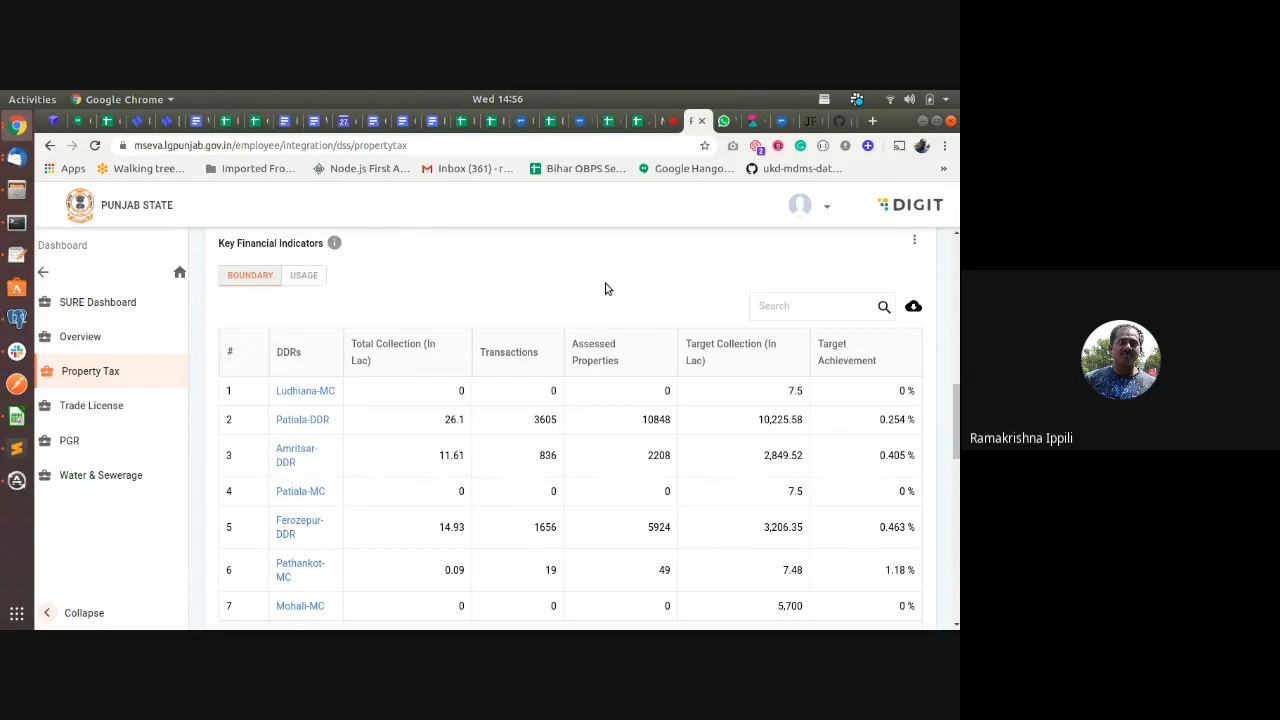 Activities Google Chrome Wed 14:56
27 F JF
mseva.lgpunjab.gov.in/employee/integration/dss/propertytax 2
Apps Walking tree... Imported Fro... Node.js First A... Inbox (361) - r... Bihar OBPS Se... Google Hango... ukd-mdms-dat... »
PUNJAB STATE DIGIT
Dashboard
SURE Dashboard
Overview
Property Tax
Trade License
PGR
Water & Sewerage
Collapse
Key Financial Indicators
BOUNDARY USAGE
Search
# DDRs Total Collection (In Lac) Transactions Assessed Properties Target Collection (In Lac) Target Achievement
1 Ludhiana-MC 0 0 0 7.5 0 %
2 Patiala-DDR 26.1 3605 10848 10,225.58 0.254 %
3 Amritsar-DDR 11.61 836 2208 2,849.52 0.405 %
4 Patiala-MC 0 0 0 7.5 0 %
5 Ferozepur-DDR 14.93 1656 5924 3,206.35 0.463 %
6 Pathankot-MC 0.09 19 49 7.48 1.18 %
7 Mohali-MC 0 0 0 5,700 0 %
Ramakrishna Ippili